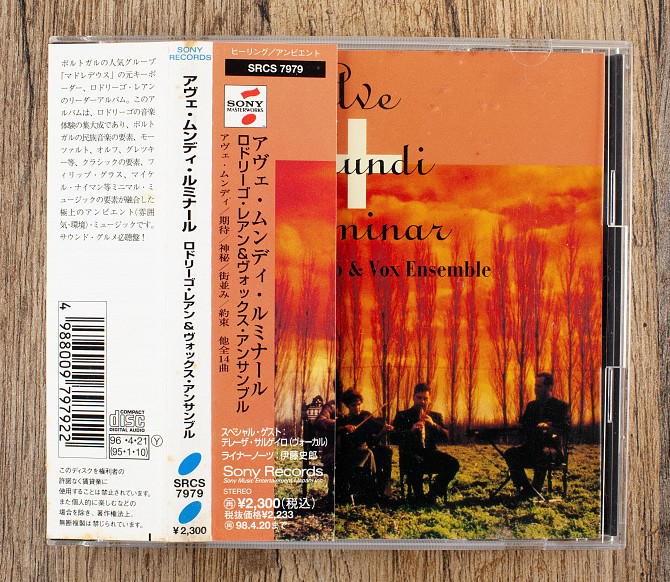 ポルトガルの人気グループ
「マドレデウス」の元キーボ
ーダー、ロドリーゴ・レアン
のリーダーアルバム。このア
ルバムは、ロドリーゴの音楽
体験の集大成であり、ポルト
ガルの民族音楽の要素、モー
ツァルト、オルフ、グレツキ
ー等、クラシックの要素、フィ
リップ・グラス、マイケ
ル・ナイマン等ミニマル・ミ
ュージックの要素が融合した
極上のアンビエント(雰囲
気・環境)・ミュージックです。
サウンド・グルメ必聴盤!
4 988009 797922
COMPACT
disc
DIGITAL AUDIO
96・4・21 Y
(95・1・10)
このディスクを権利者の
許諾なく賃貸業に
使用することは禁止されています。
また個人的に楽しむなどの
場合を除き、著作権法上、
無断複製は禁じられています。
SONY
RECORDS
アヴェ・ムンディ・ルミナール ロドリーゴ・レアン&ヴォックス・アンサンブル
SRCS
7979
¥2,300
ヒーリング/アンビエント
SRCS 7979
SONY
MASTERWORKS
アヴェ・ムンディ・ルミナール
ロドリーゴ・レアン&ヴォックス・アンサンブル
アヴェ・ムンディ/期待 神秘/街並み/約束 他全14曲
スペシャル・ゲスト:
テレーザ・サルゲイロ(ヴォーカル)
ライナーノーツ:伊藤史郎
Sony Records
Sony Music Entertainment (Japan) Inc.
STEREO
再¥2,300(税込)
税抜価格¥2,233
再98.4.20まで
Ave
undi
minar
o & Vox Ensemble